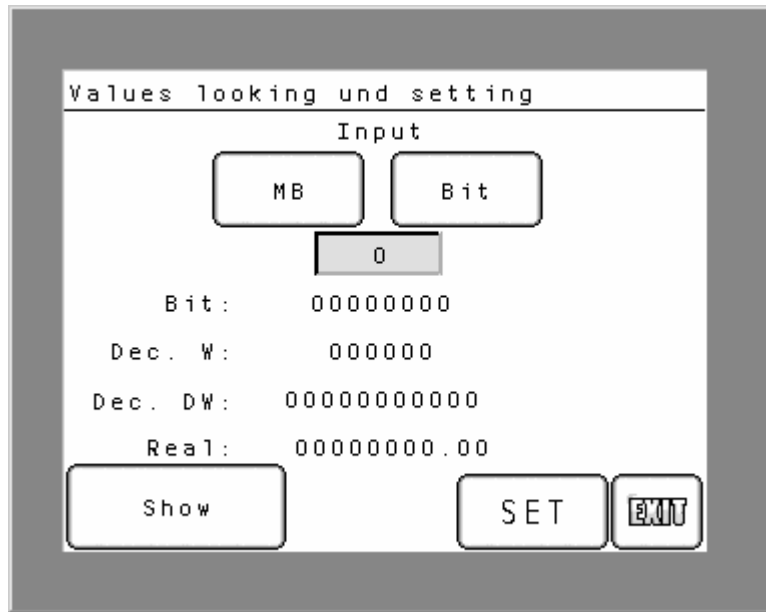 Values looking und setting
Input
MB Bit
0
Bit: 00000000
Dec. W: 000000
Dec. DW: 00000000000
Real: 00000000.00
Show SET EXIT